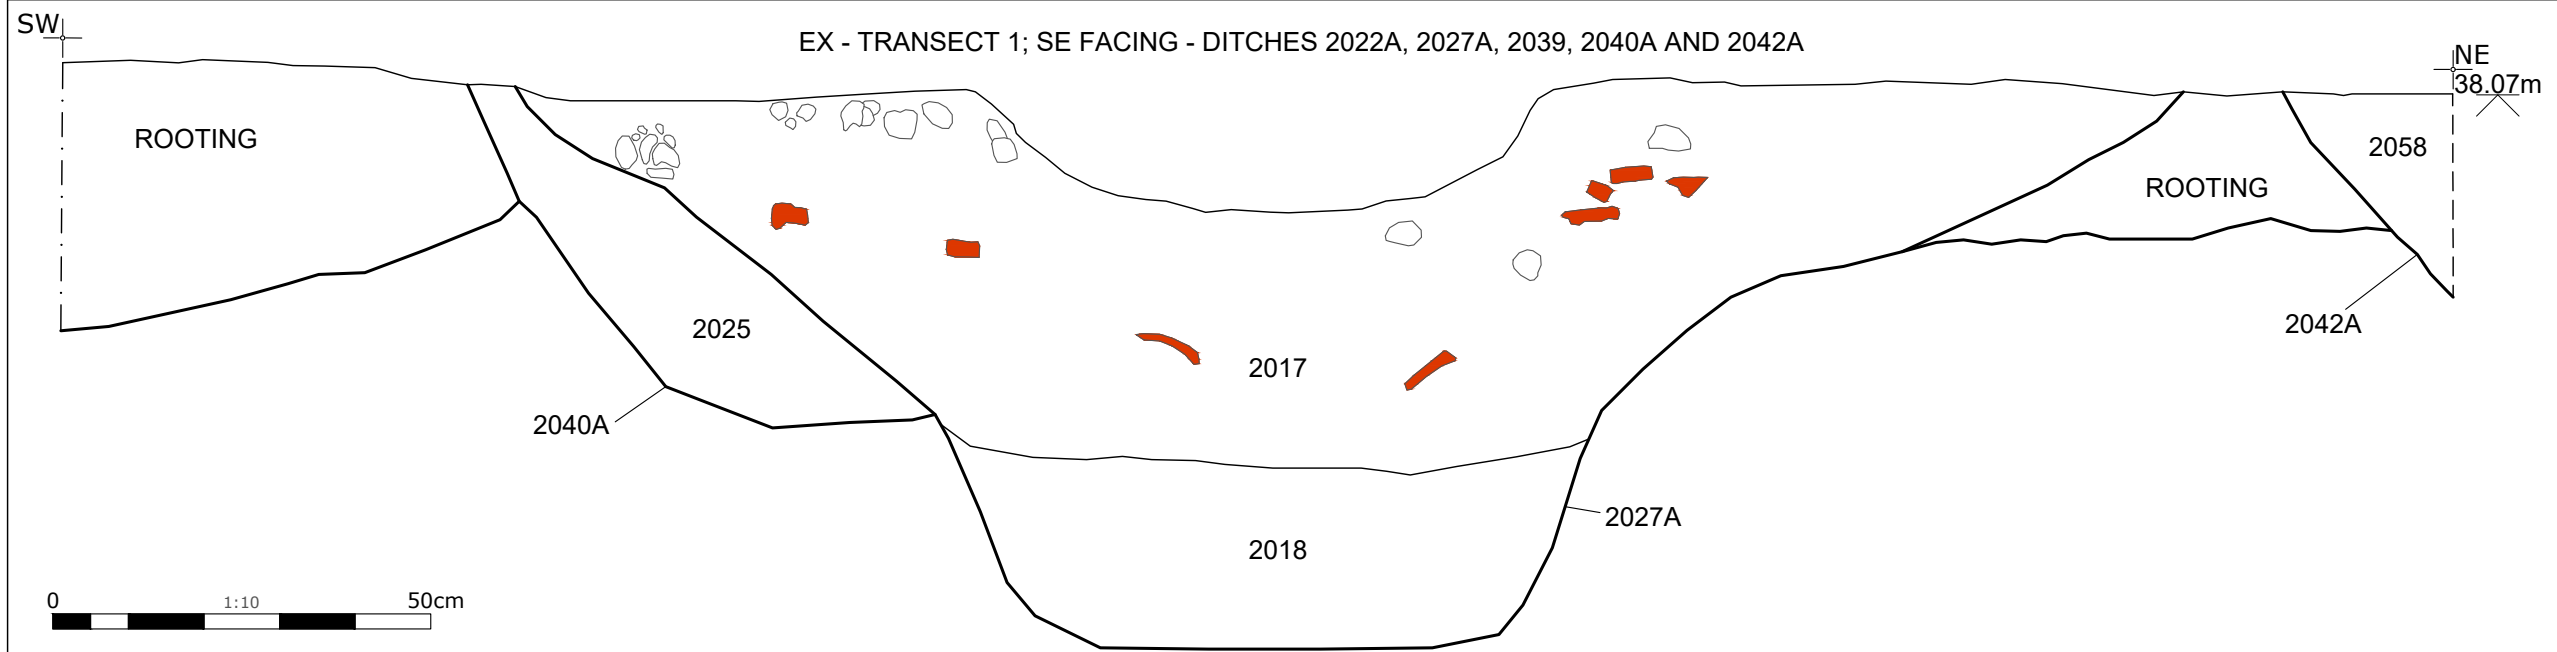 SW
EX - TRANSECT 1; SE FACING - DITCHES 2022A, 2027A, 2039, 2040A AND 2042A
NE
38.07m
ROOTING
2058
ROOTING
2025
2042A
2017
2040A
2027A
2018
0 1:10 50cm